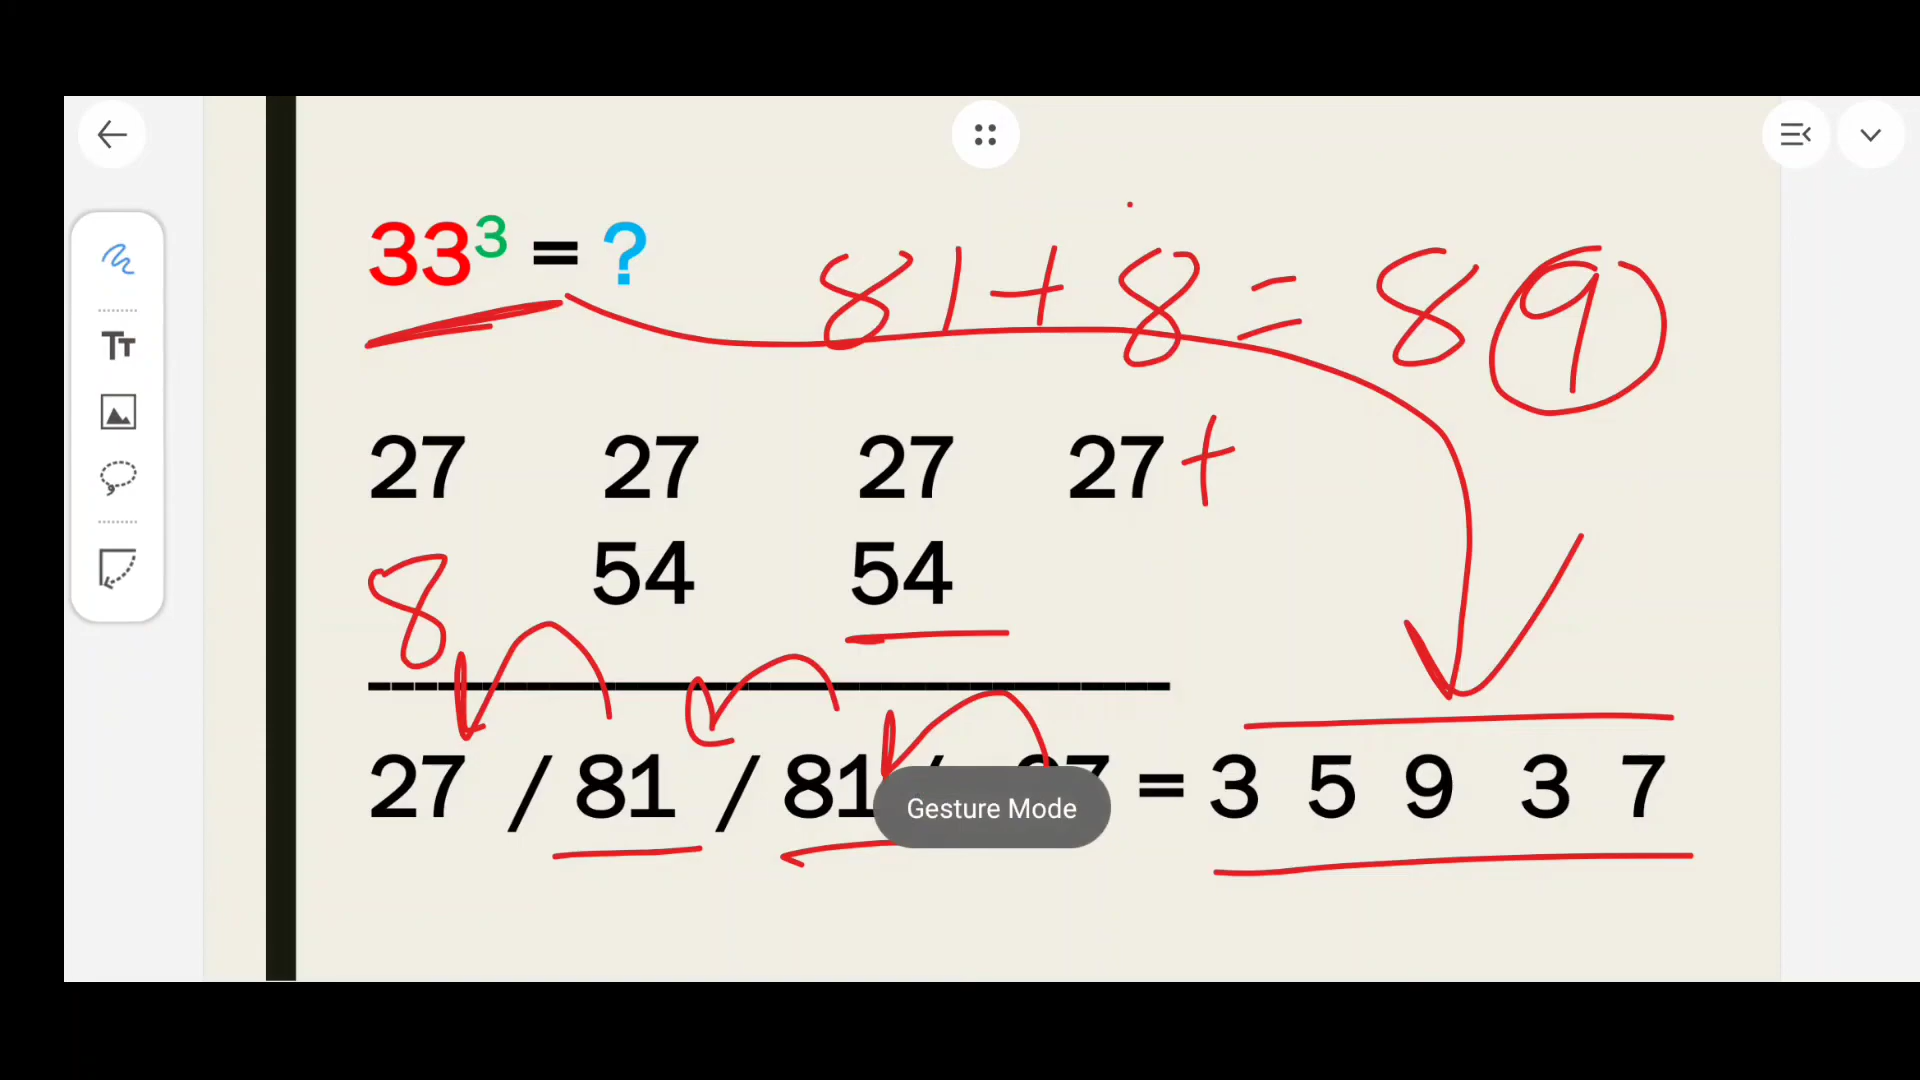 33³ = ?
81 + 8 = 89
27 27 27 27 +
54 54
8
27 / 81 / 81 / 27 = 3 5 9 3 7
Gesture Mode